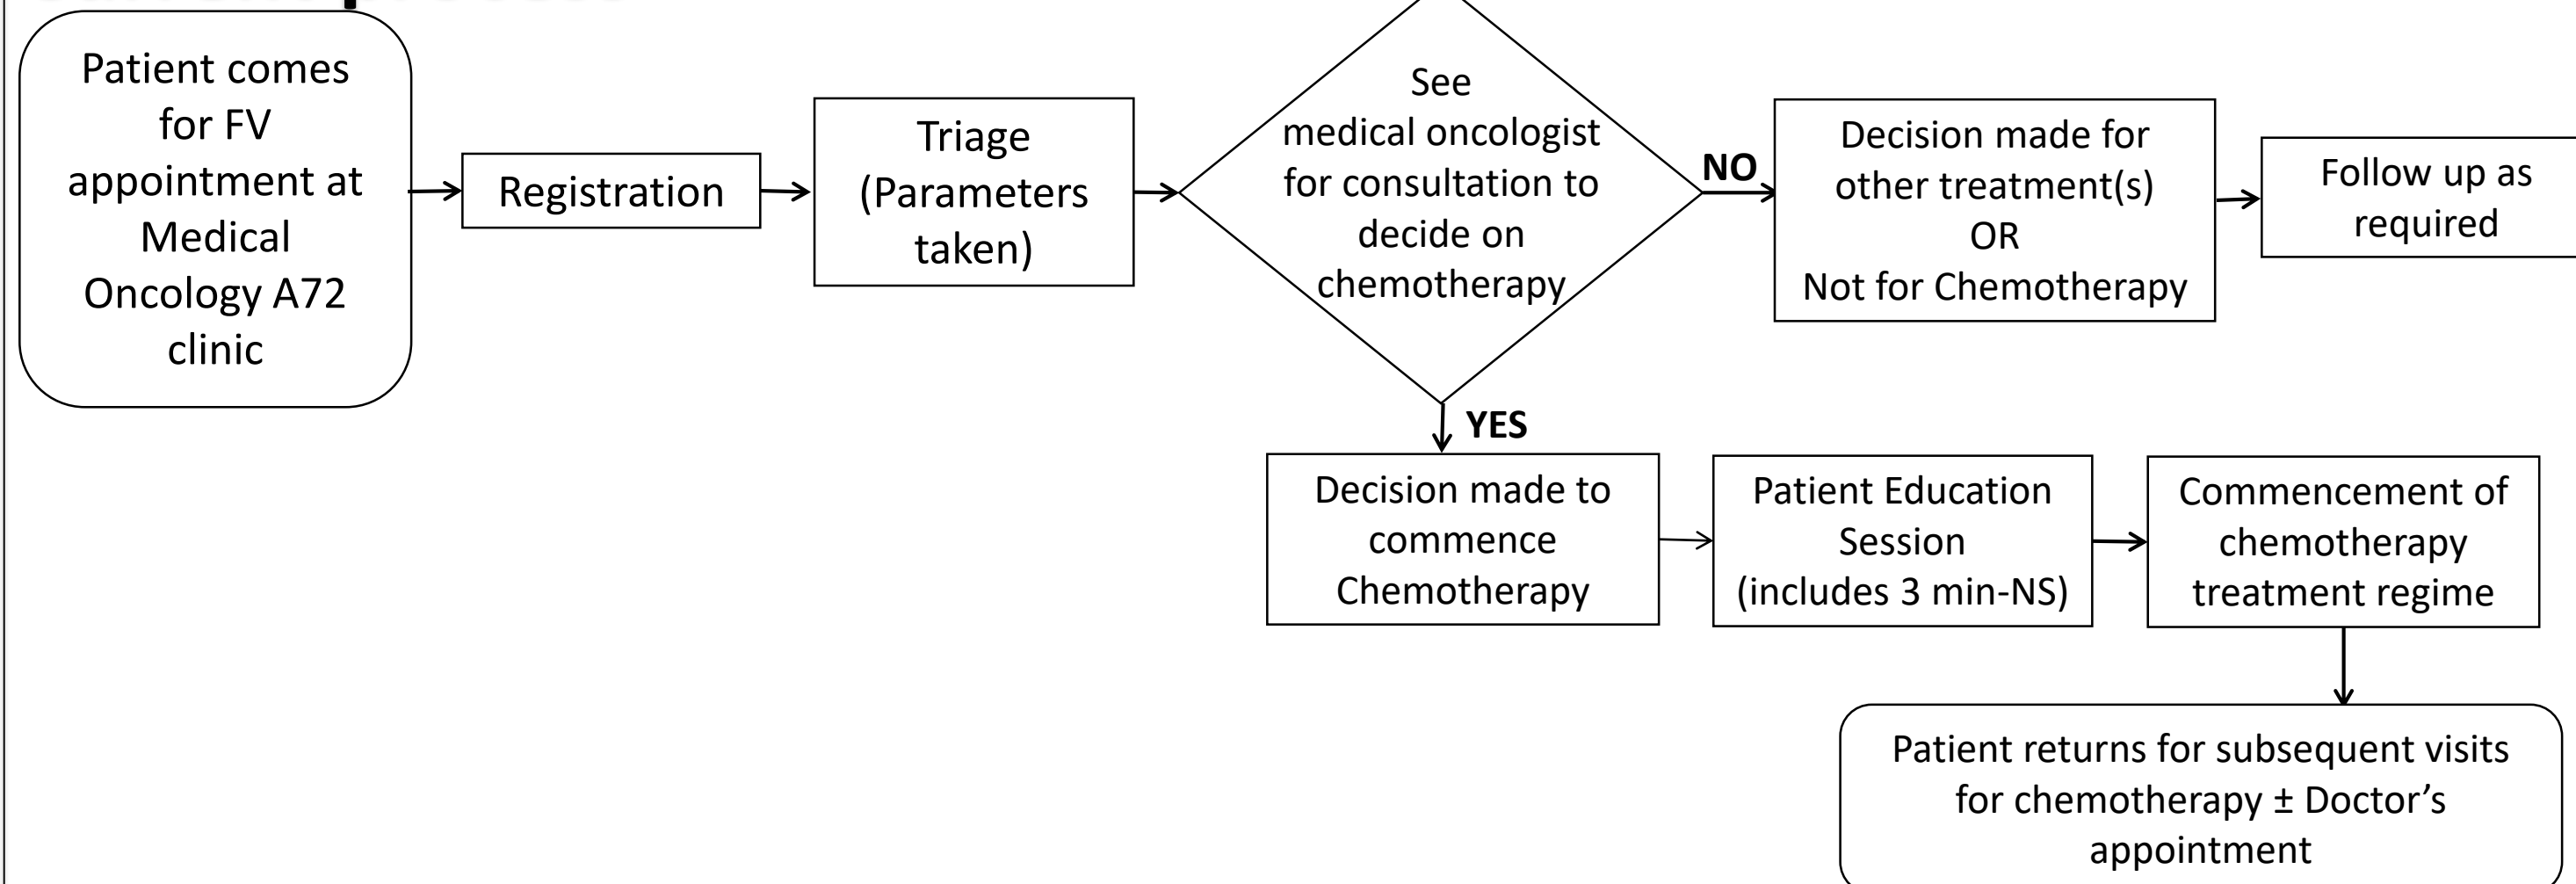 Patient comes
for FV
appointment at
Medical
Oncology A72
clinic
Registration
Triage
(Parameters
taken)
See
medical oncologist
for consultation to
decide on
chemotherapy
NO
Decision made for
other treatment(s)
OR
Not for Chemotherapy
Follow up as
required
YES
Decision made to
commence
Chemotherapy
Patient Education
Session
(includes 3 min-NS)
Commencement of
chemotherapy
treatment regime
Patient returns for subsequent visits
for chemotherapy ± Doctor’s
appointment